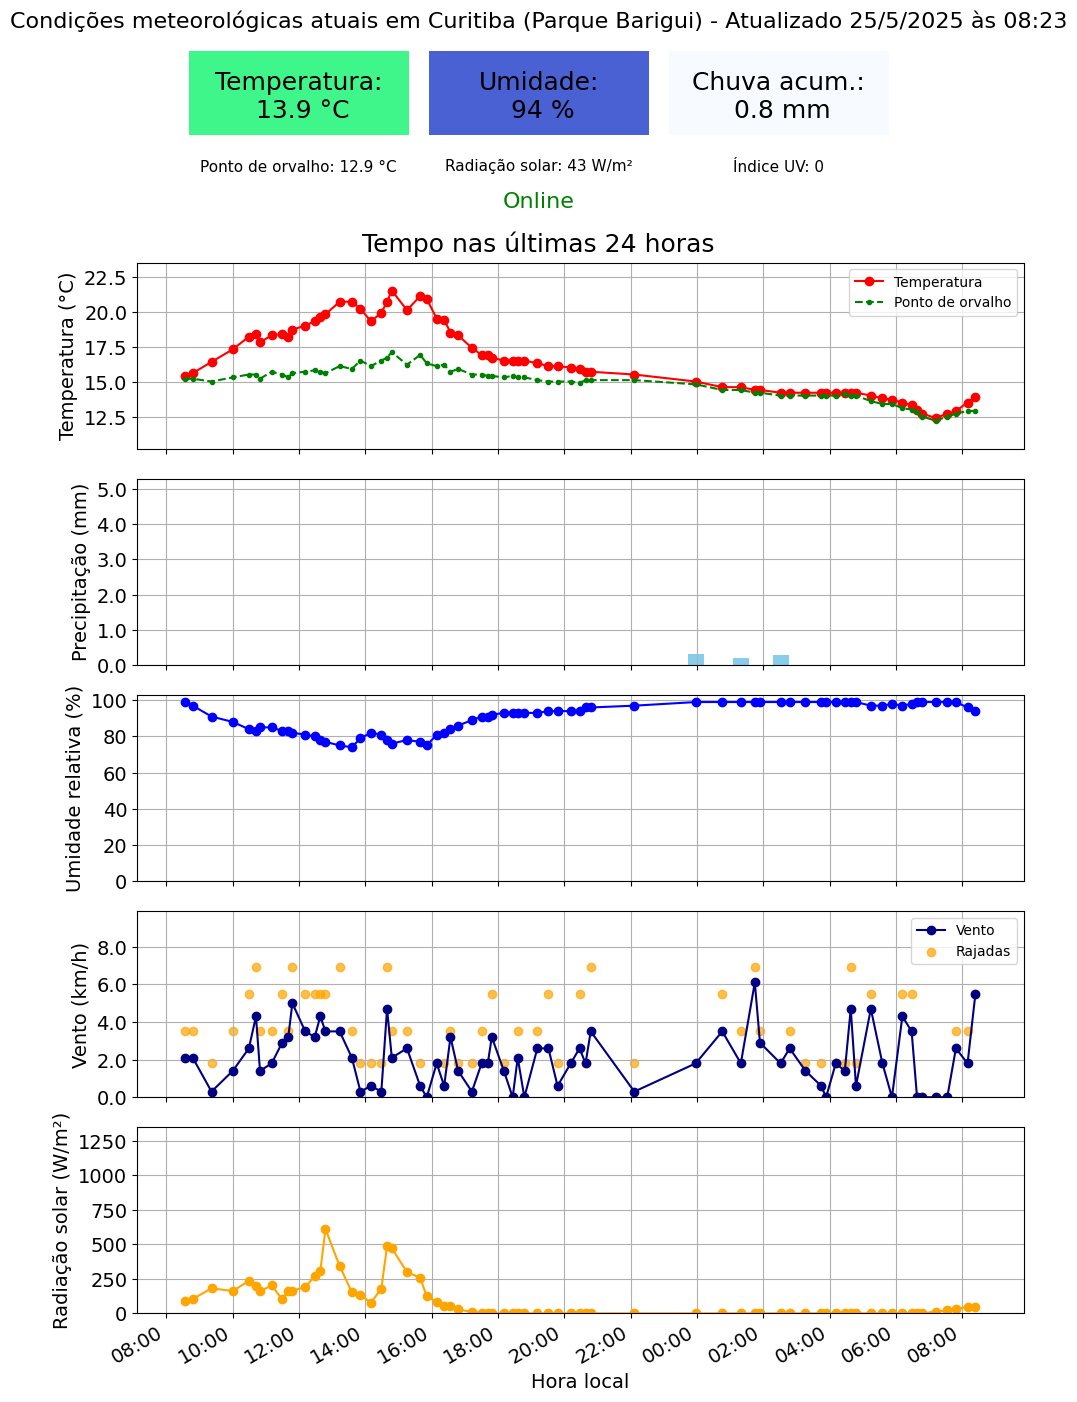 Condições meteorológicas atuais em Curitiba (Parque Barigui) - Atualizado 25/5/2025 às 08:23
Temperatura:
13.9 °C
Umidade:
94 %
Chuva acum.:
0.8 mm
Ponto de orvalho: 12.9 °C
Radiação solar: 43 W/m²
Índice UV: 0
Online
Tempo nas últimas 24 horas
Temperatura (°C)
22.5
20.0
17.5
15.0
12.5
Temperatura
Ponto de orvalho
Precipitação (mm)
5.0
4.0
3.0
2.0
1.0
0.0
Umidade relativa (%)
100
80
60
40
20
0
Vento (km/h)
8.0
6.0
4.0
2.0
0.0
Vento
Rajadas
Radiação solar (W/m²)
1250
1000
750
500
250
0
08:00
10:00
12:00
14:00
16:00
18:00
20:00
22:00
00:00
02:00
04:00
06:00
08:00
Hora local